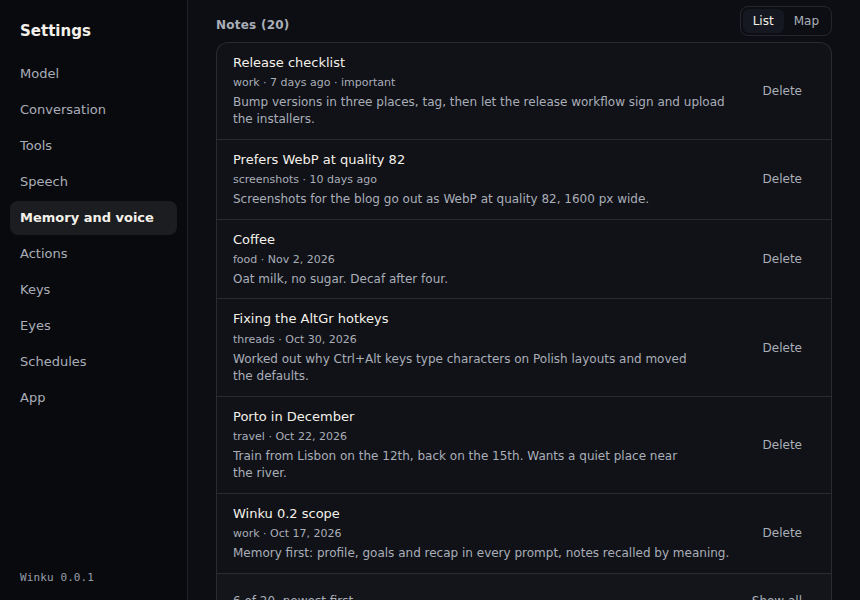 Settings
Model
Conversation
Tools
Speech
Memory and voice
Actions
Keys
Eyes
Schedules
App
Winku 0.0.1
Notes (20)
List
Map
Release checklist
work · 7 days ago · important
Bump versions in three places, tag, then let the release workflow sign and upload
the installers.
Delete
Prefers WebP at quality 82
screenshots · 10 days ago
Screenshots for the blog go out as WebP at quality 82, 1600 px wide.
Delete
Coffee
food · Nov 2, 2026
Oat milk, no sugar. Decaf after four.
Delete
Fixing the AltGr hotkeys
threads · Oct 30, 2026
Worked out why Ctrl+Alt keys type characters on Polish layouts and moved
the defaults.
Delete
Porto in December
travel · Oct 22, 2026
Train from Lisbon on the 12th, back on the 15th. Wants a quiet place near
the river.
Delete
Winku 0.2 scope
work · Oct 17, 2026
Memory first: profile, goals and recap in every prompt, notes recalled by meaning.
Delete
6 of 20, newest first
Show all